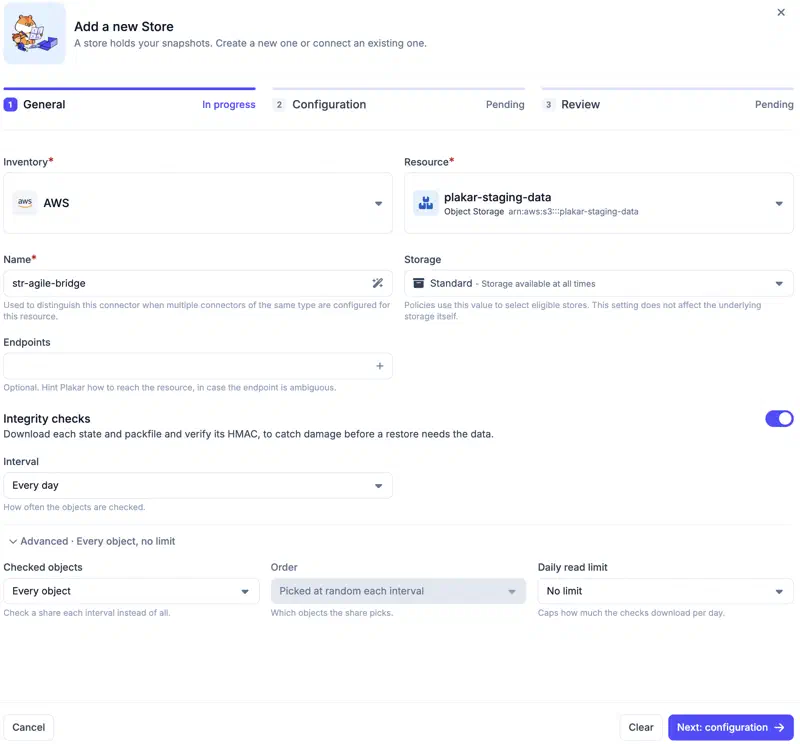 Add a new Store
A store holds your snapshots. Create a new one or connect an existing one.
1 General In progress
2 Configuration Pending
3 Review Pending
Inventory*
aws AWS
Resource*
plakar-staging-data
Object Storage arn:aws:s3:::plakar-staging-data
Name*
str-agile-bridge
Used to distinguish this connector when multiple connectors of the same type are configured for
this resource.
Storage
Standard - Storage available at all times
Policies use this value to select eligible stores. This setting does not affect the underlying
storage itself.
Endpoints
Optional. Hint Plakar how to reach the resource, in case the endpoint is ambiguous.
Integrity checks
Download each state and packfile and verify its HMAC, to catch damage before a restore needs the data.
Interval
Every day
How often the objects are checked.
Advanced · Every object, no limit
Checked objects
Every object
Check a share each interval instead of all.
Order
Picked at random each interval
Which objects the share picks.
Daily read limit
No limit
Caps how much the checks download per day.
Cancel
Clear
Next: configuration →